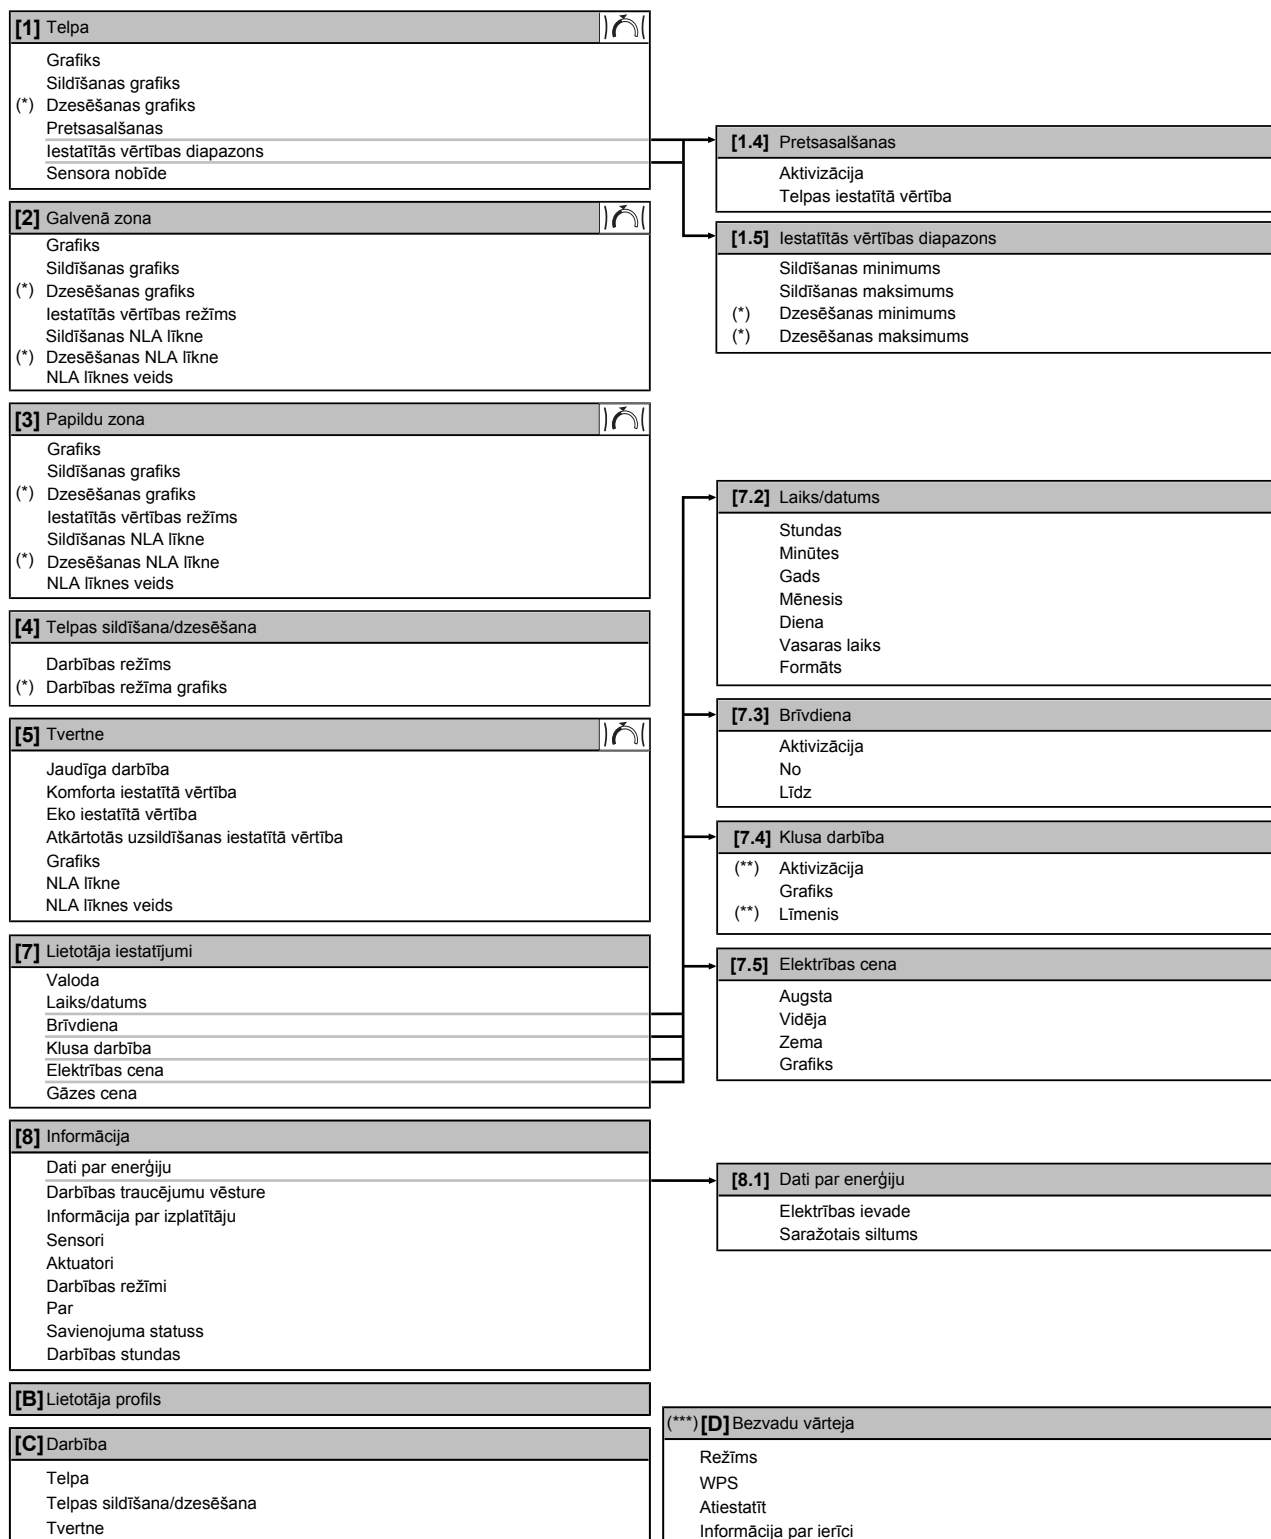 [1] Telpa
Grafiks
Sildīšanas grafiks
(*) Dzesēšanas grafiks
Pretsasalšanas
Iestatītās vērtības diapazons
Sensora nobīde
[1.4] Pretsasalšanas
Aktivizācija
Telpas iestatītā vērtība
[1.5] Iestatītās vērtības diapazons
Sildīšanas minimums
Sildīšanas maksimums
(*) Dzesēšanas minimums
(*) Dzesēšanas maksimums
[2] Galvenā zona
Grafiks
Sildīšanas grafiks
(*) Dzesēšanas grafiks
Iestatītās vērtības režīms
Sildīšanas NLA līkne
(*) Dzesēšanas NLA līkne
NLA līknes veids
[3] Papildu zona
Grafiks
Sildīšanas grafiks
(*) Dzesēšanas grafiks
Iestatītās vērtības režīms
Sildīšanas NLA līkne
(*) Dzesēšanas NLA līkne
NLA līknes veids
[4] Telpas sildīšana/dzesēšana
Darbības režīms
(*) Darbības režīma grafiks
[5] Tvertne
Jaudīga darbība
Komforta iestatītā vērtība
Eko iestatītā vērtība
Atkārtotās uzsildīšanas iestatītā vērtība
Grafiks
NLA līkne
NLA līknes veids
[7] Lietotāja iestatījumi
Valoda
Laiks/datums
Brīvdiena
Klusa darbība
Elektrības cena
Gāzes cena
[7.2] Laiks/datums
Stundas
Minūtes
Gads
Mēnesis
Diena
Vasaras laiks
Formāts
[7.3] Brīvdiena
Aktivizācija
No
Līdz
[7.4] Klusa darbība
(**) Aktivizācija
Grafiks
(**) Līmenis
[7.5] Elektrības cena
Augsta
Vidēja
Zema
Grafiks
[8] Informācija
Dati par enerģiju
Darbības traucējumu vēsture
Informācija par izplatītāju
Sensori
Aktuatori
Darbības režīmi
Par
Savienojuma statuss
Darbības stundas
[8.1] Dati par enerģiju
Elektrības ievade
Saražotais siltums
[B] Lietotāja profils
[C] Darbība
Telpa
Telpas sildīšana/dzesēšana
Tvertne
(***) [D] Bezvadu vārteja
Režīms
WPS
Atiestatīt
Informācija par ierīci